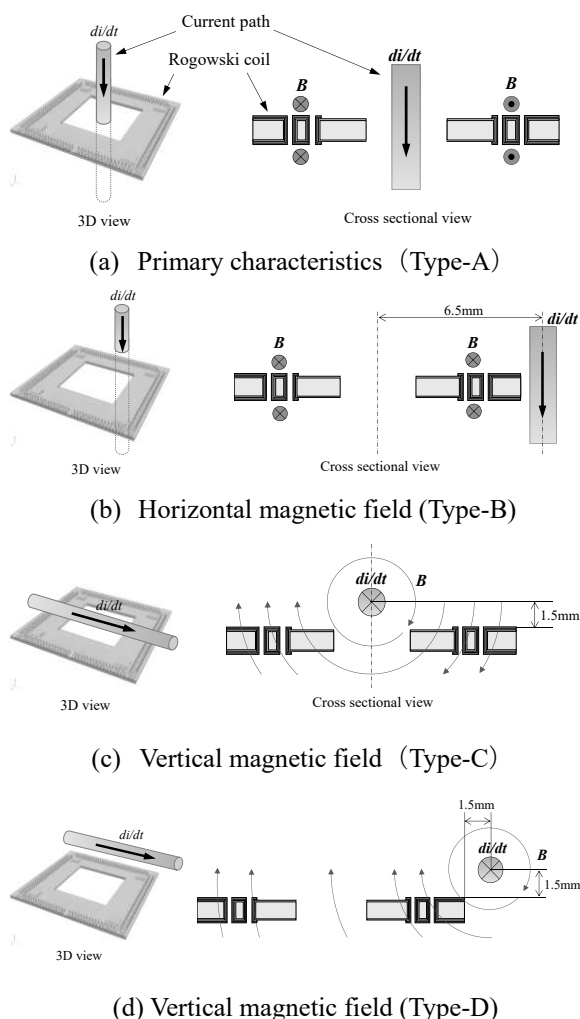 di/dt
Current path
Rogowski coil
di/dt
B
B
3D view
Cross sectional view
(a) Primary characteristics（Type-A）
di/dt
6.5mm
di/dt
B
B
3D view
Cross sectional view
(b) Horizontal magnetic field (Type-B)
di/dt
di/dt
B
1.5mm
3D view
Cross sectional view
(c) Vertical magnetic field（Type-C）
di/dt
1.5mm
di/dt
B
1.5mm
3D view
(d) Vertical magnetic field (Type-D)